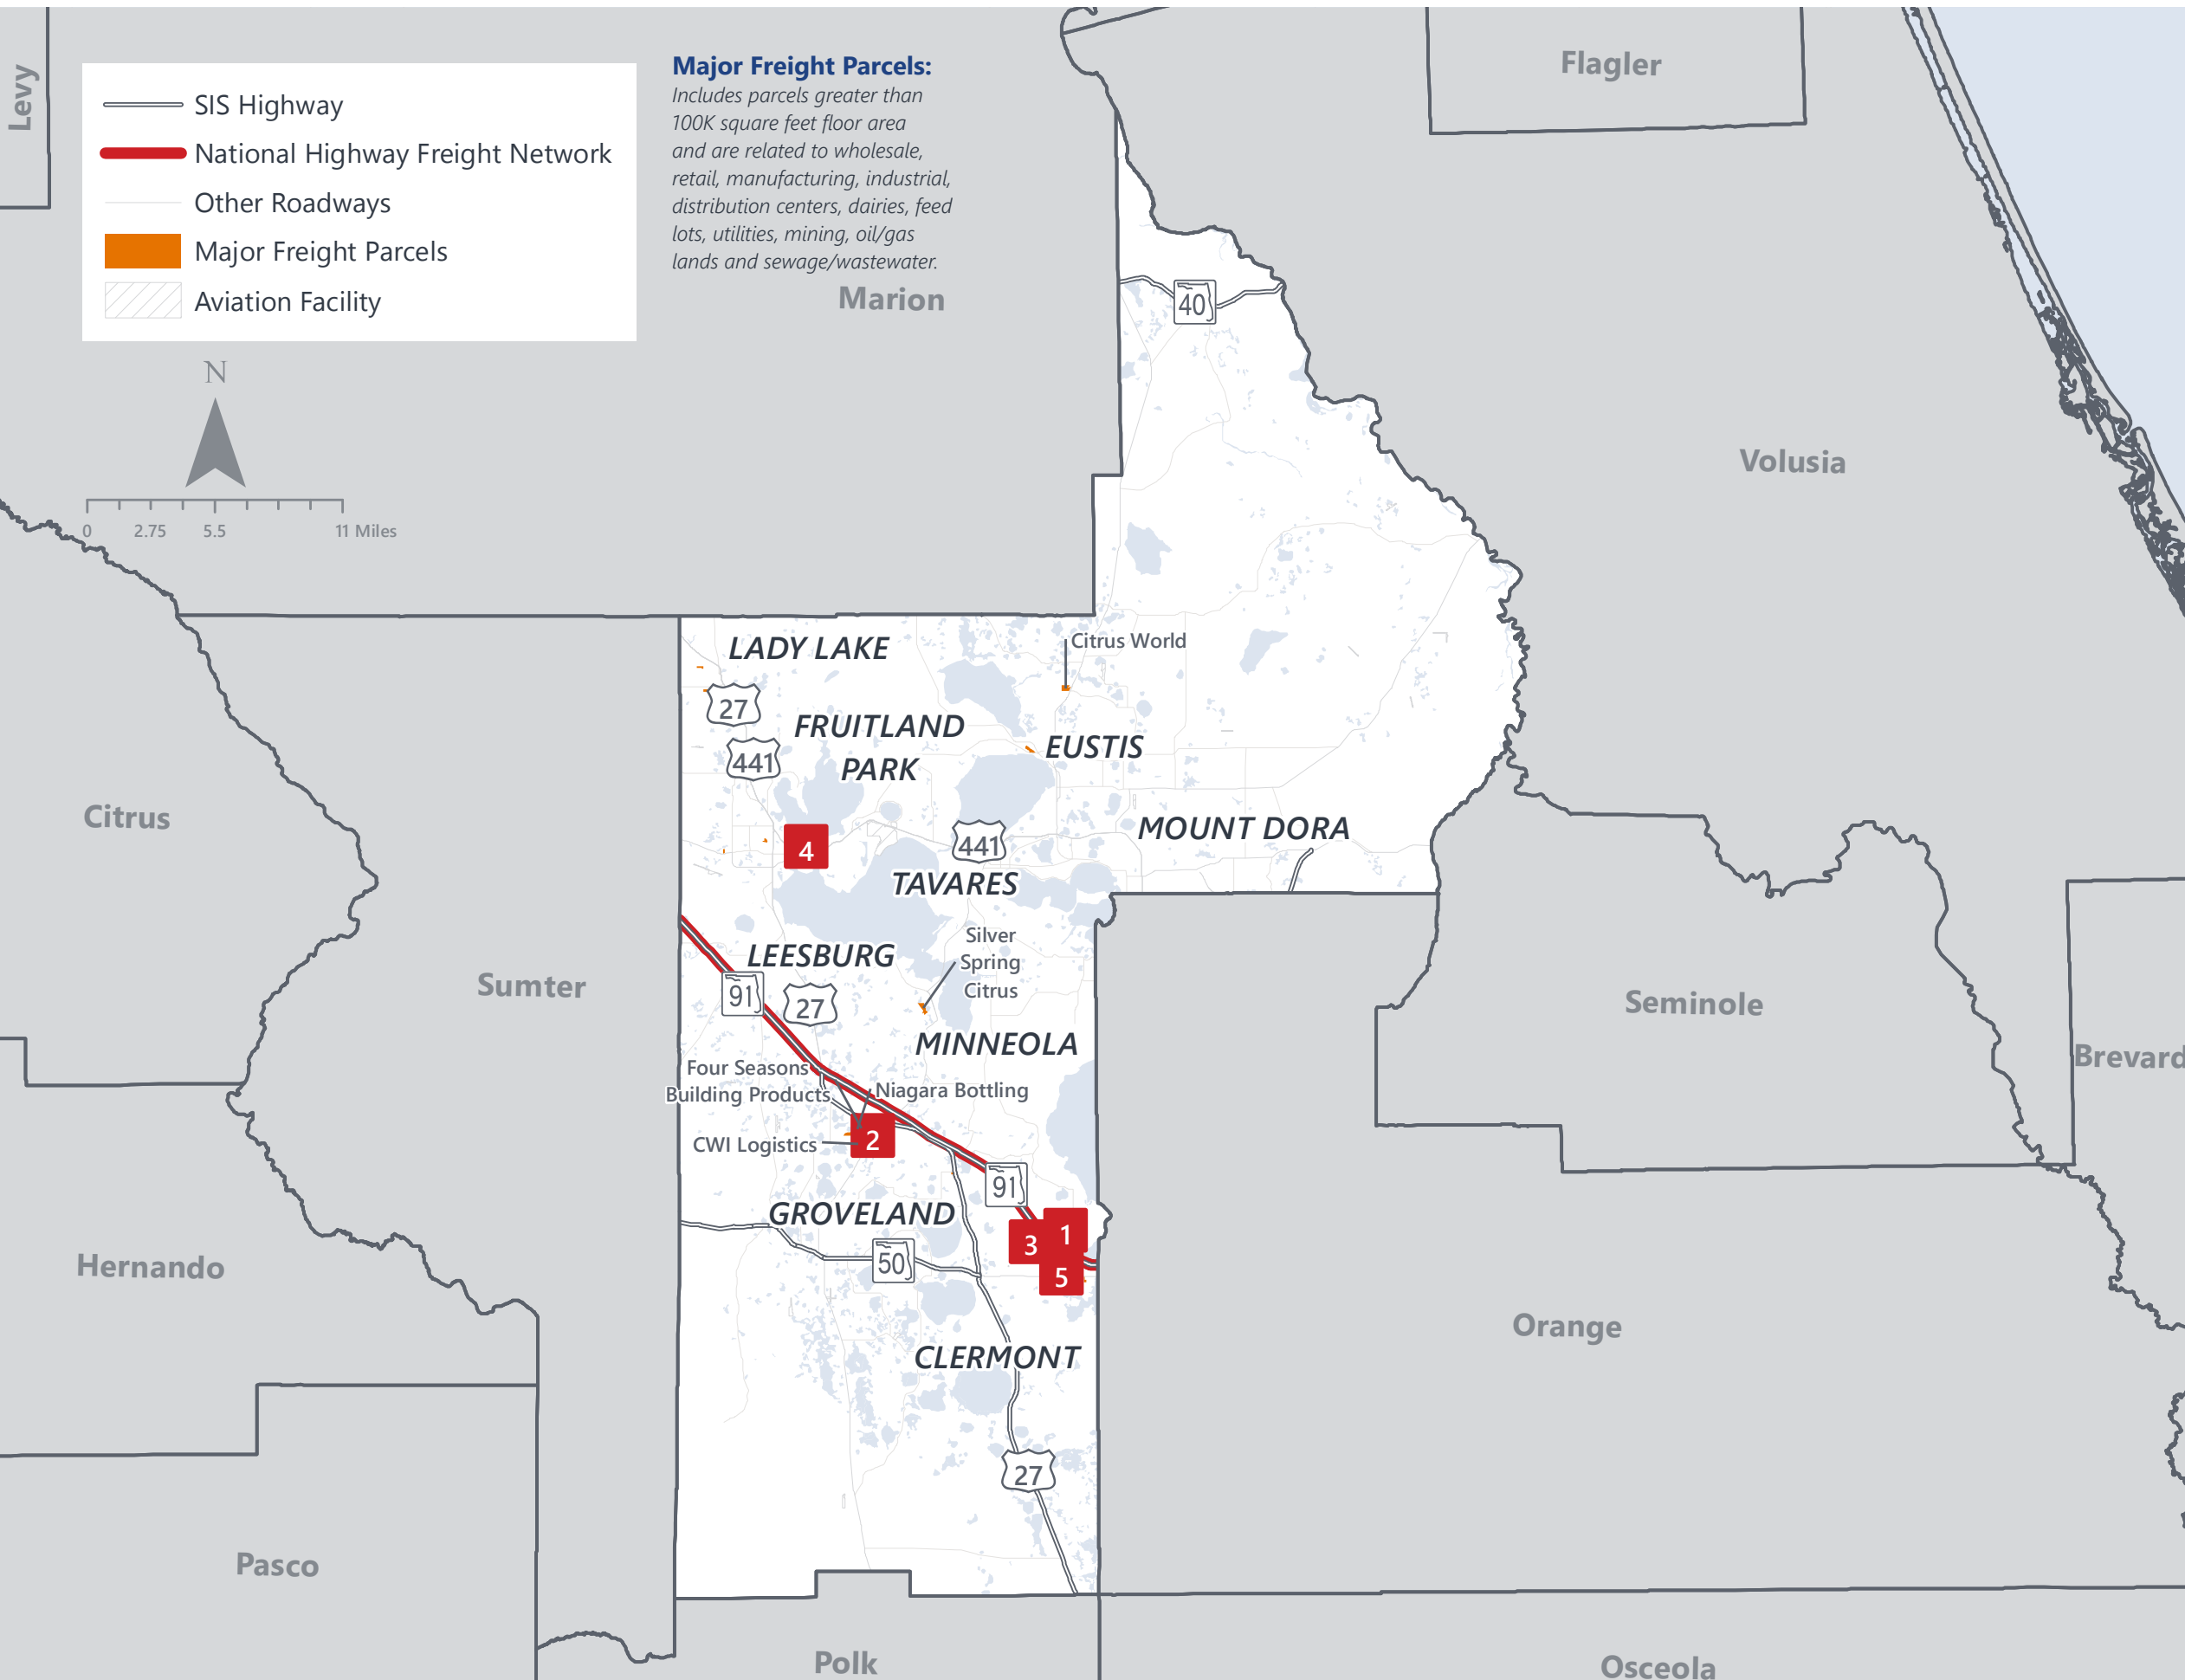 Levy
SIS Highway
National Highway Freight Network
Other Roadways
Major Freight Parcels
Aviation Facility
Major Freight Parcels:
Includes parcels greater than
100K square feet floor area
and are related to wholesale,
retail, manufacturing, industrial,
distribution centers, dairies, feed
lots, utilities, mining, oil/gas
lands and sewage/wastewater.
Flagler
Marion
40
N
0 2.75 5.5 11 Miles
Volusia
LADY LAKE
Citrus World
27
FRUITLAND
PARK
EUSTIS
441
Citrus
4
441
MOUNT DORA
TAVARES
Silver
Spring
Citrus
LEESBURG
Sumter
91
27
Seminole
MINNEOLA
Brevard
Four Seasons
Building Products
Niagara Bottling
CWI Logistics
2
91
GROVELAND
1
3
5
50
Hernando
Orange
CLERMONT
27
Pasco
Polk
Osceola